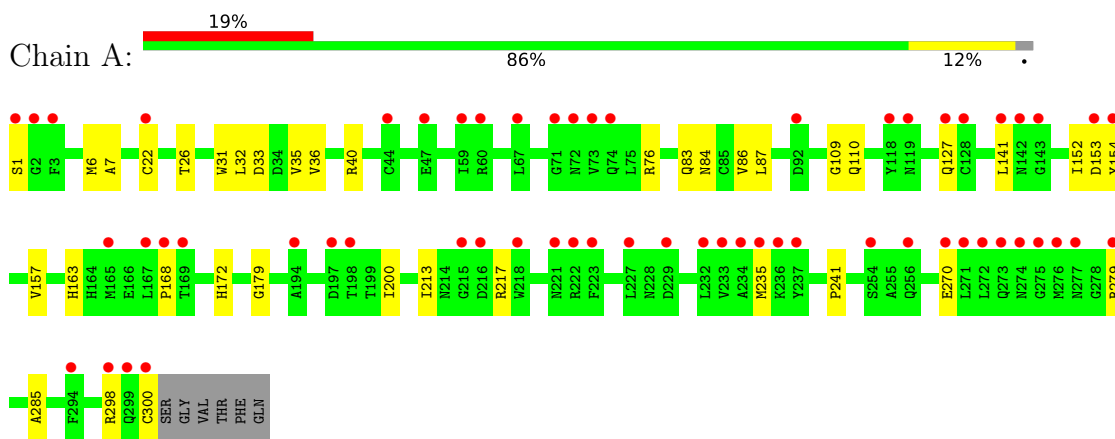 19%
Chain A:
86% 12% •
S1 G2 F3 M6 A7 C22 T26 W31 L32 D33 D34 V35 V36 R40 C44 E47 I59 R60 L67 G71 N72 V73 Q74 L75 R76 Q83 N84 C85 V86 L87 D92 G109 Q110 Y118 N119 Q127 C128 L141 N142 G143 I152 D153 Y154
V157 H163 H164 M165 E166 L167 P168 T169 H172 G179 A194 D197 T198 T199 I200 I213 N214 G215 D216 R217 W218 N221 R222 F223 L227 N228 D229 L232 V233 A234 M235 K236 Y237 P241 S254 A255 Q256 E270 L271 L272 Q273 N274 G275 M276 N277 G278 R279
A285 F294 R298 Q299 C300 SER GLY VAL THR PHE GLN